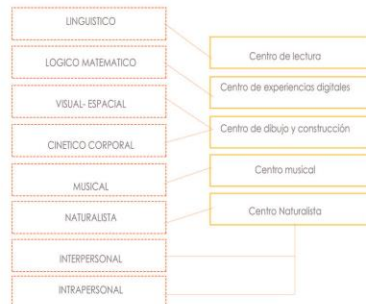 LINGUISTICO
LOGICO MATEMATICO
VISUAL- ESPACIAL
CINETICO CORPORAL
MUSICAL
NATURALISTA
INTERPERSONAL
INTRAPERSONAL
Centro de lectura
Centro de experiencias digitales
Centro de dibujo y construcción
Centro musical
Centro Naturalista